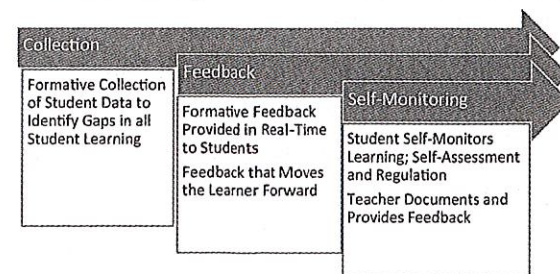 Collection
Formative Collection
of Student Data to
Identify Gaps in all
Student Learning
Feedback
Formative Feedback
Provided in Real-Time
to Students
Feedback that Moves
the Learner Forward
Self-Monitoring
Student Self-Monitors
Learning; Self-Assessment
and Regulation
Teacher Documents and
Provides Feedback